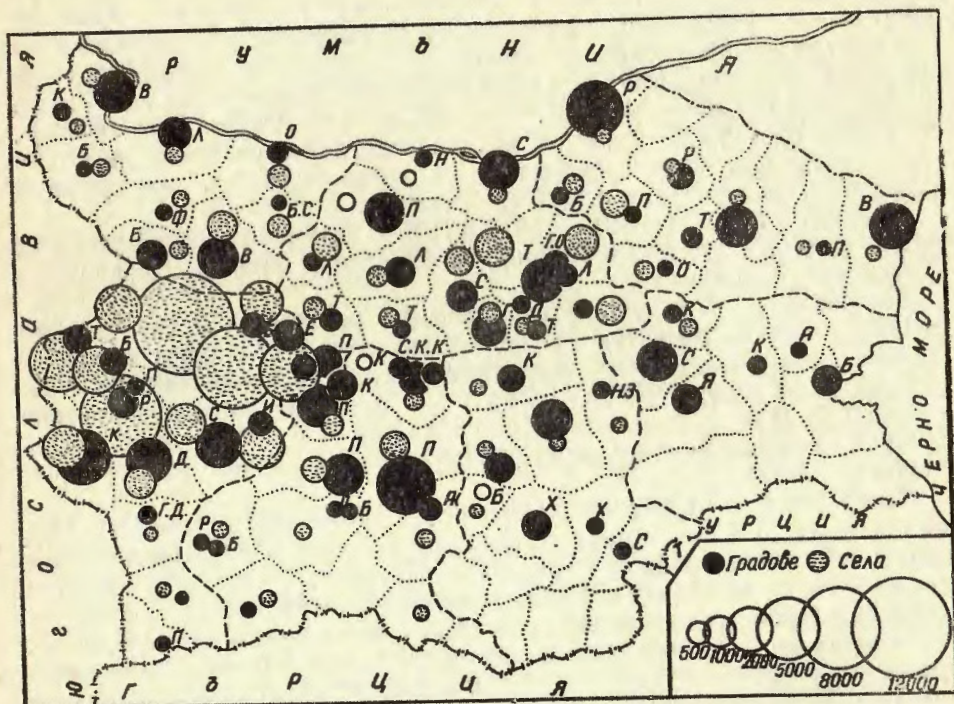 РУМЪНИЯ
ЮГОСЛАВИЯ
К
В
Л
О
С
Р
Н
Б
Б
Ф
Б.С.
П
Р
Б
П
Т
В
П
Б
В
Л
Л
С
Т
Г.О.
Л
О
Т
Б
Е
Т
Т
Г
Д
Т
К
П
К
С.К.К.
К
С
К
А
Б
П
Р
К
П
Н.З.
Я
К
С
И
Д
П
П
А
Г.Д.
П
Б
Б
Р
Б
Х
Х
С
П
ЧЕРНО МОРЕ
ТУРЦИЯ
ГЪРЦИЯ
Градове Села
500 1000 2000 5000 8000 12000